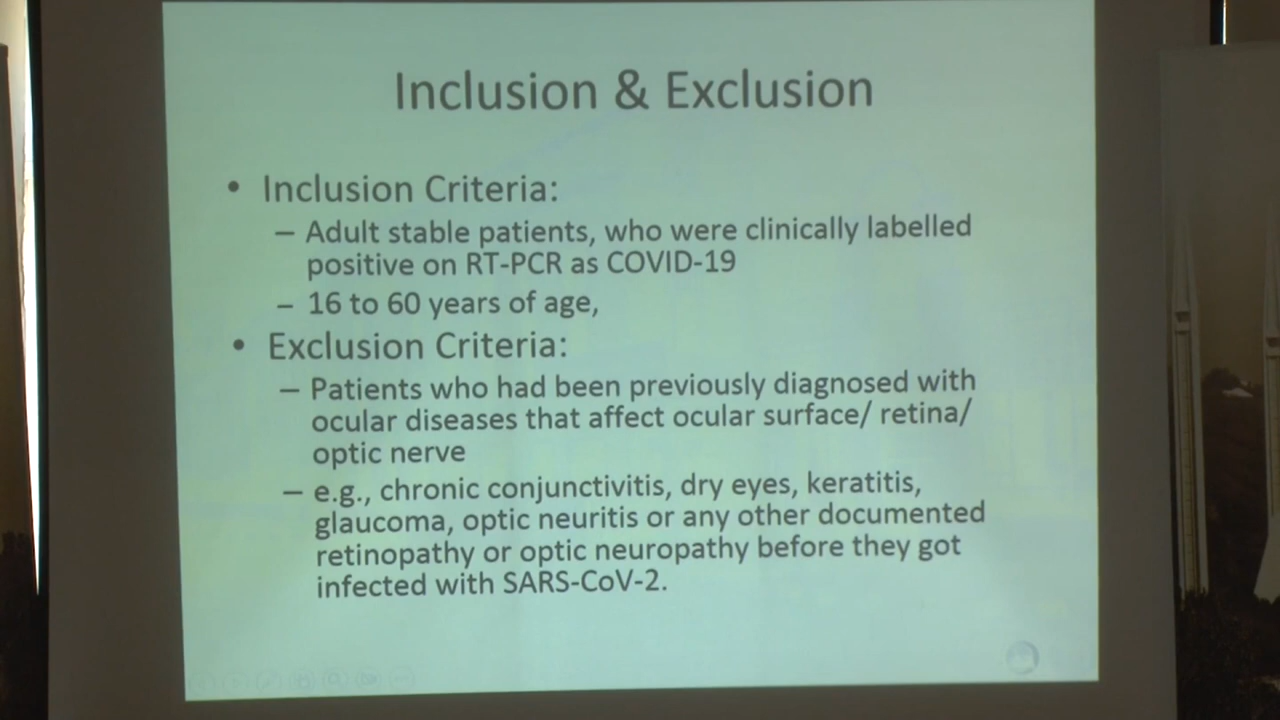 Inclusion & Exclusion
• Inclusion Criteria:
– Adult stable patients, who were clinically labelled
positive on RT-PCR as COVID-19
– 16 to 60 years of age,
• Exclusion Criteria:
– Patients who had been previously diagnosed with
ocular diseases that affect ocular surface/ retina/
optic nerve
– e.g., chronic conjunctivitis, dry eyes, keratitis,
glaucoma, optic neuritis or any other documented
retinopathy or optic neuropathy before they got
infected with SARS-CoV-2.